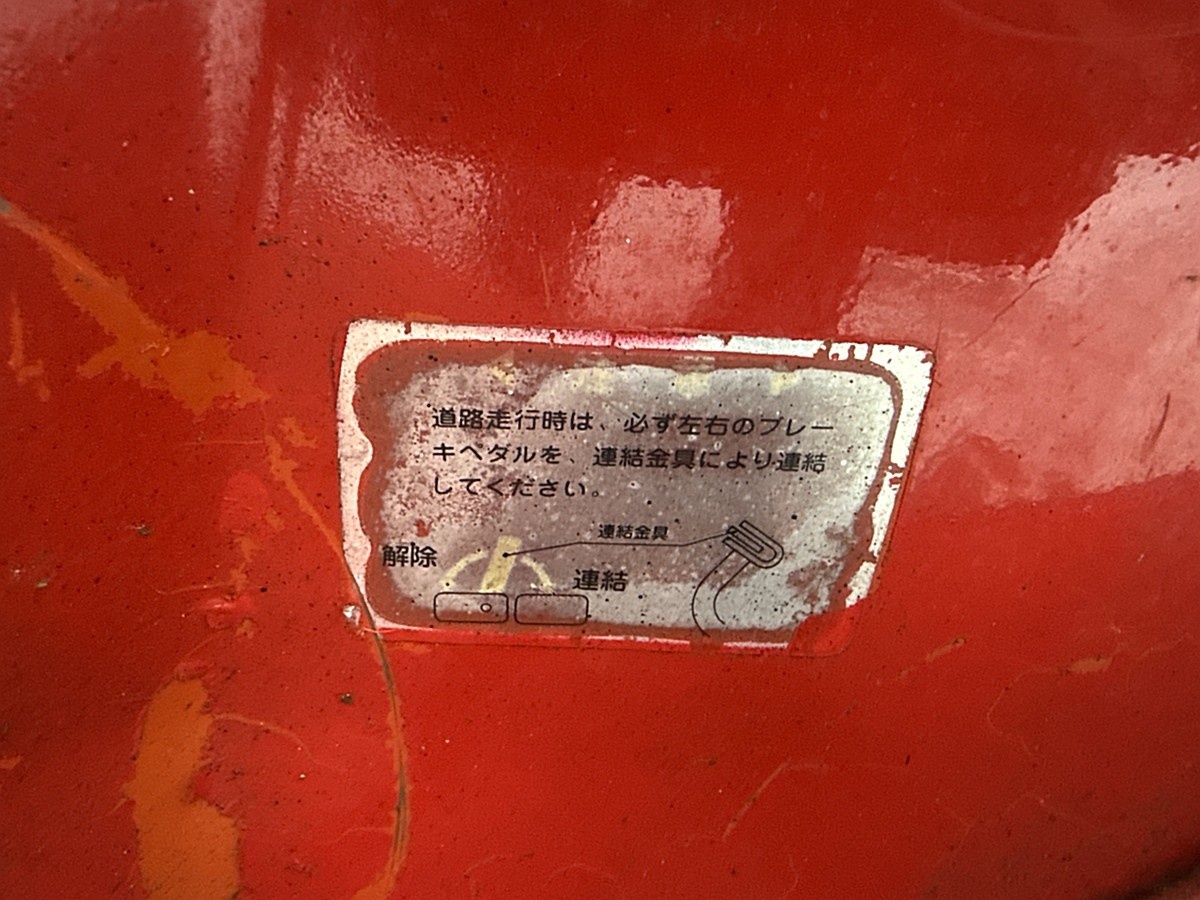 道路走行時は、必ず左右のブレー
キペダルを、連結金具により連結
してください。
連結金具
解除
連結